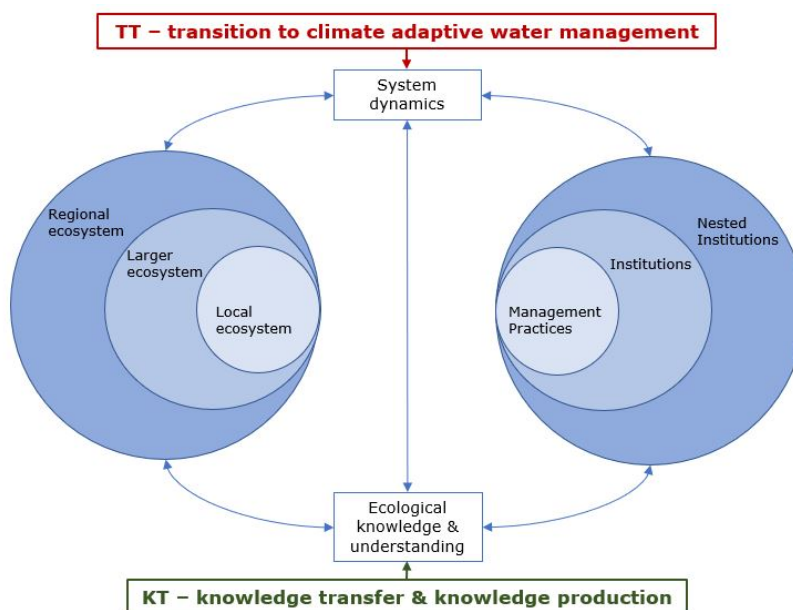 TT – transition to climate adaptive water management
System
dynamics
Regional
ecosystem
Larger
ecosystem
Local
ecosystem
Nested
Institutions
Institutions
Management
Practices
Ecological
knowledge &
understanding
KT – knowledge transfer & knowledge production